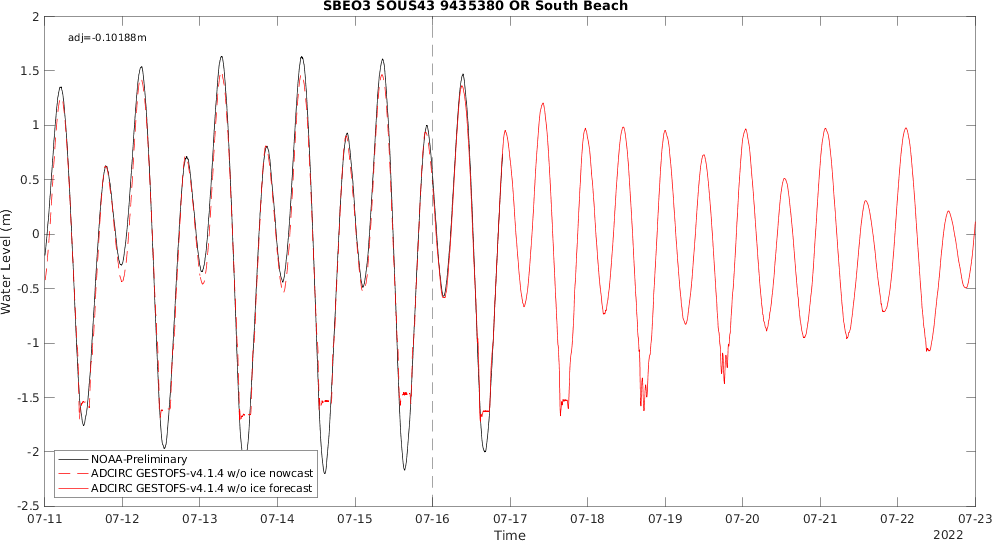 SBEO3 SOUS43 9435380 OR South Beach
adj=-0.10188m
2
1.5
1
0.5
0
-0.5
-1
-1.5
-2
-2.5
Water Level (m)
NOAA-Preliminary
ADCIRC GESTOFS-v4.1.4 w/o ice nowcast
ADCIRC GESTOFS-v4.1.4 w/o ice forecast
07-11 07-12 07-13 07-14 07-15 07-16 07-17 07-18 07-19 07-20 07-21 07-22 07-23
Time
2022